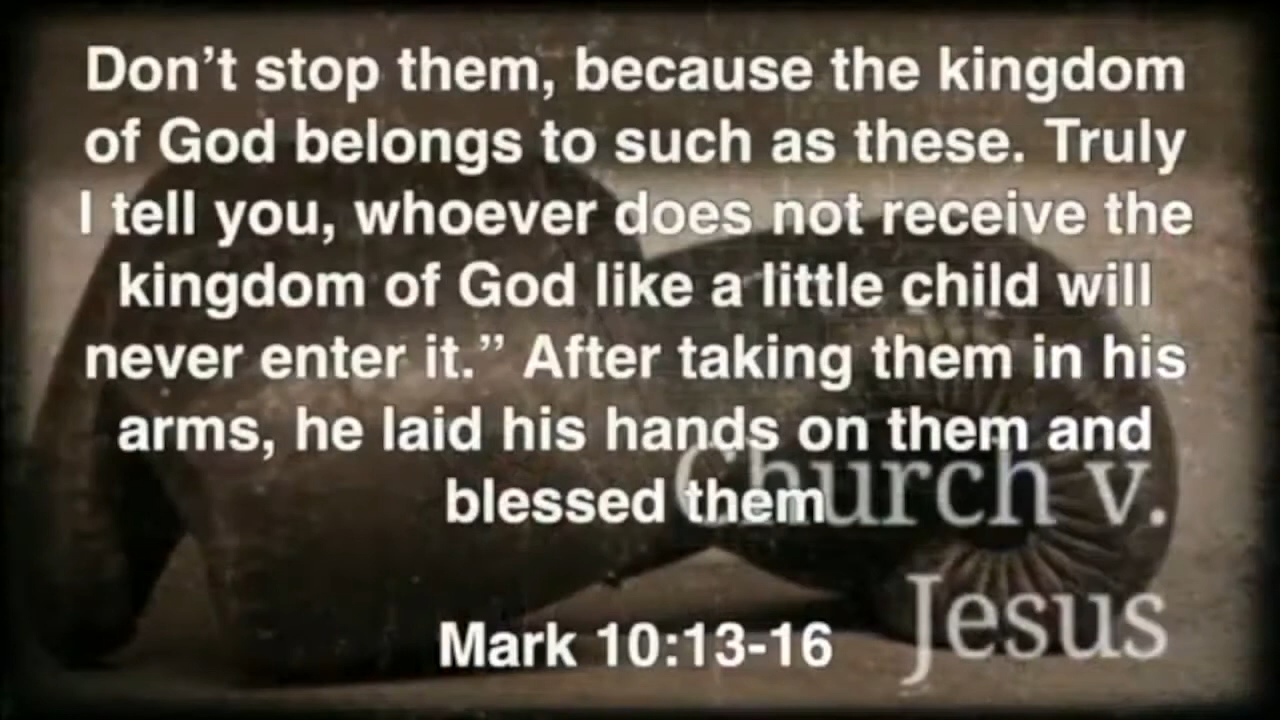 Don’t stop them, because the kingdom
of God belongs to such as these. Truly
I tell you, whoever does not receive the
kingdom of God like a little child will
never enter it.” After taking them in his
arms, he laid his hands on them and
blessed them
Church v.
Jesus
Mark 10:13-16